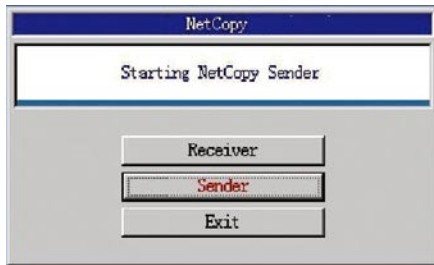 NetCopy
Starting NetCopy Sender
Receiver
Sender
Exit